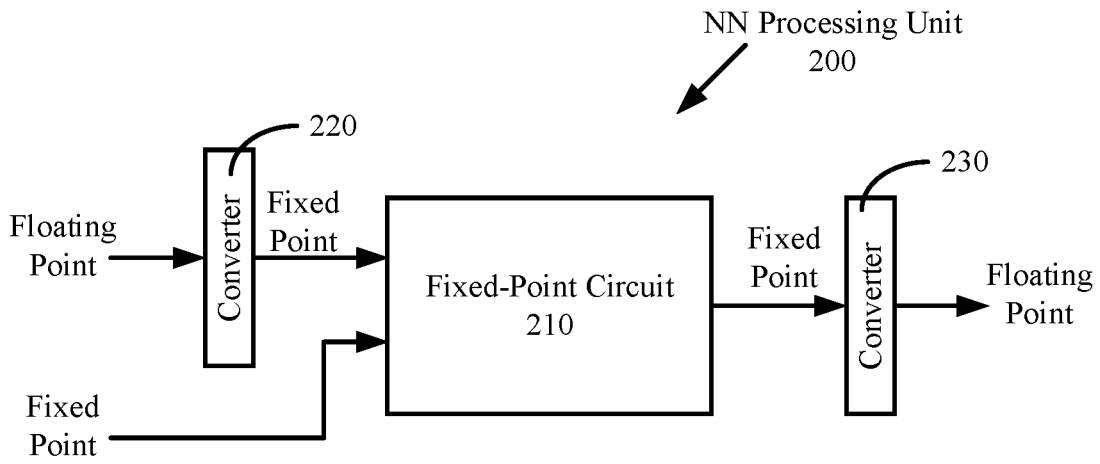 NN Processing Unit
200
220
230
Floating
Point
Converter
Fixed
Point
Fixed-Point Circuit
210
Fixed
Point
Converter
Floating
Point
Fixed
Point